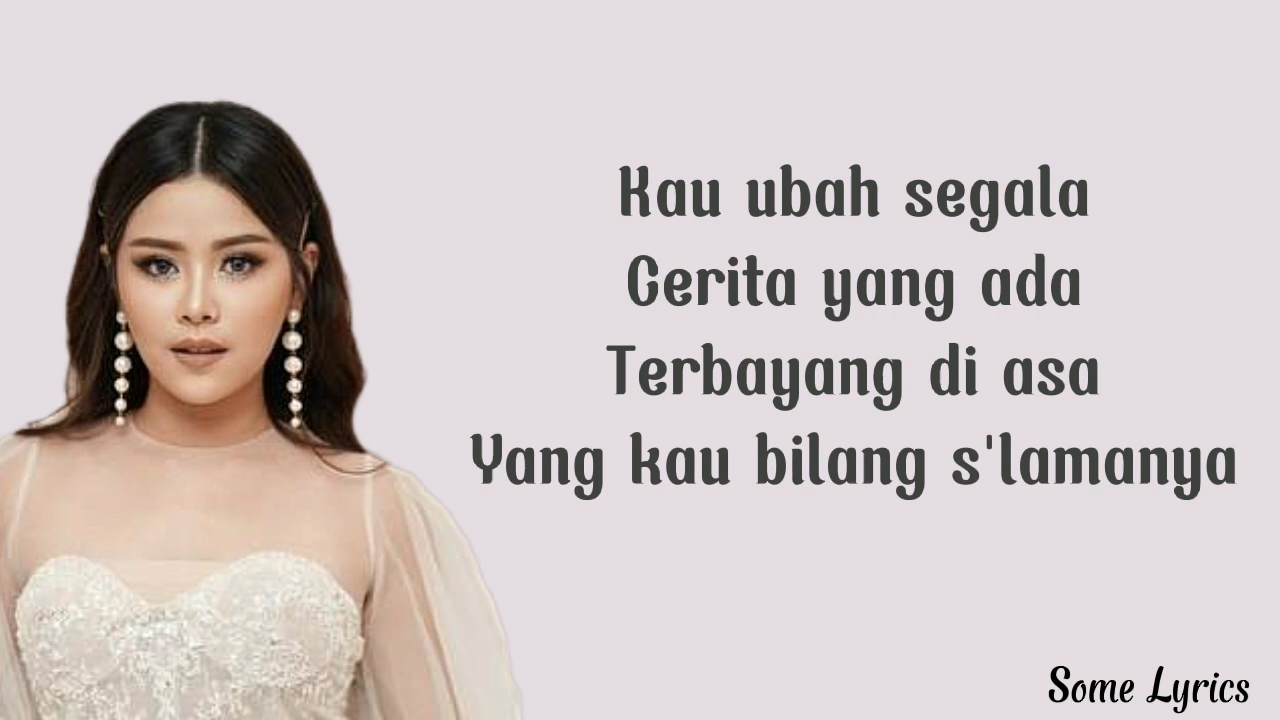 Kau ubah segala
Cerita yang ada
Terbayang di asa
Yang kau bilang s'lamanya
Some Lyrics